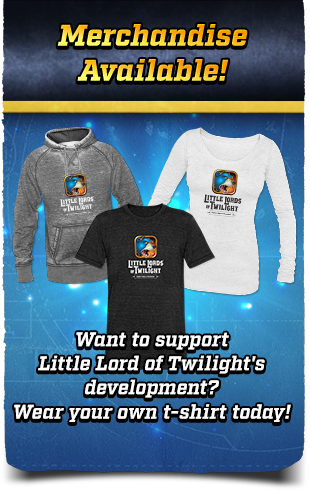 Merchandise
Available!
LITTLE LORDS
OF TWILIGHT
LITTLE LORDS
OF TWILIGHT
LITTLE LORDS
OF TWILIGHT
Want to support
Little Lord of Twilight's
development?
Wear your own t-shirt today!